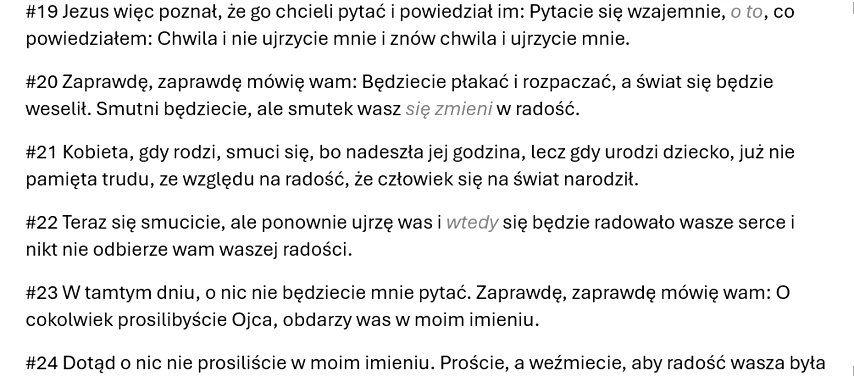 #19 Jezus więc poznał, że go chcieli pytać i powiedział im: Pytacie się wzajemnie, o to, co
powiedziałem: Chwila i nie ujrzycie mnie i znów chwila i ujrzycie mnie.
#20 Zaprawdę, zaprawdę mówię wam: Będziecie płakać i rozpaczać, a świat się będzie
weselił. Smutni będziecie, ale smutek wasz się zmieni w radość.
#21 Kobieta, gdy rodzi, smuci się, bo nadeszła jej godzina, lecz gdy urodzi dziecko, już nie
pamięta trudu, ze względu na radość, że człowiek się na świat narodził.
#22 Teraz się smucicie, ale ponownie ujrzę was i wtedy się będzie radowało wasze serce i
nikt nie odbierze wam waszej radości.
#23 W tamtym dniu, o nic nie będziecie mnie pytać. Zaprawdę, zaprawdę mówię wam: O
cokolwiek prosilibyście Ojca, obdarzy was w moim imieniu.
#24 Dotąd o nic nie prosiliście w moim imieniu. Proście, a weźmiecie, aby radość wasza była